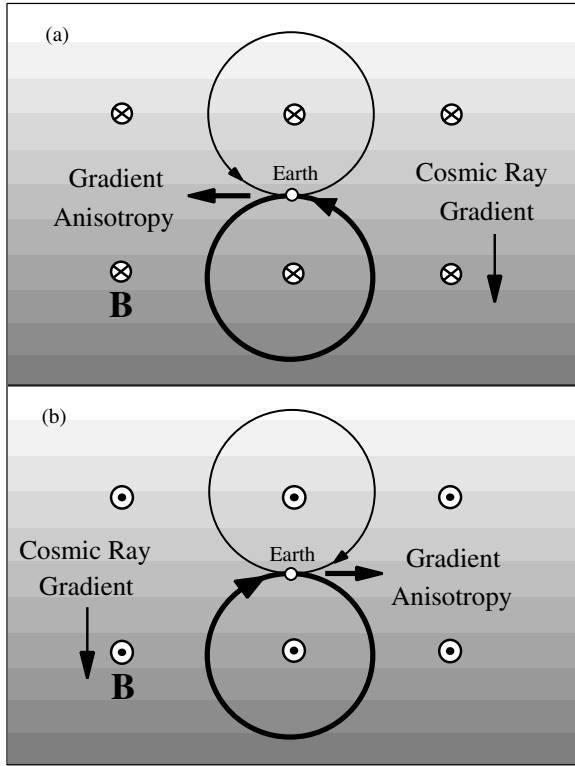 (a)
Earth
Gradient
Anisotropy
Cosmic Ray
Gradient
B
(b)
Earth
Cosmic Ray
Gradient
Gradient
Anisotropy
B